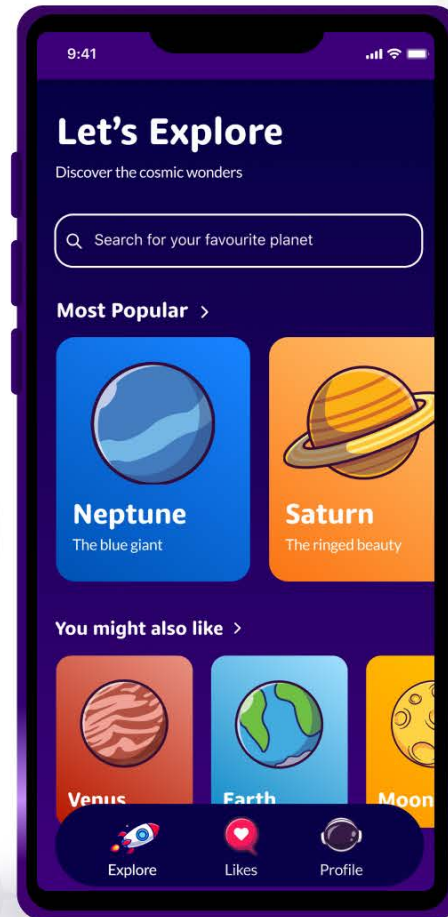 9:41
Let's Explore
Discover the cosmic wonders
Search for your favourite planet
Most Popular >
Neptune
The blue giant
Saturn
The ringed beauty
You might also like >
Venus
Earth
Moon
Explore
Likes
Profile